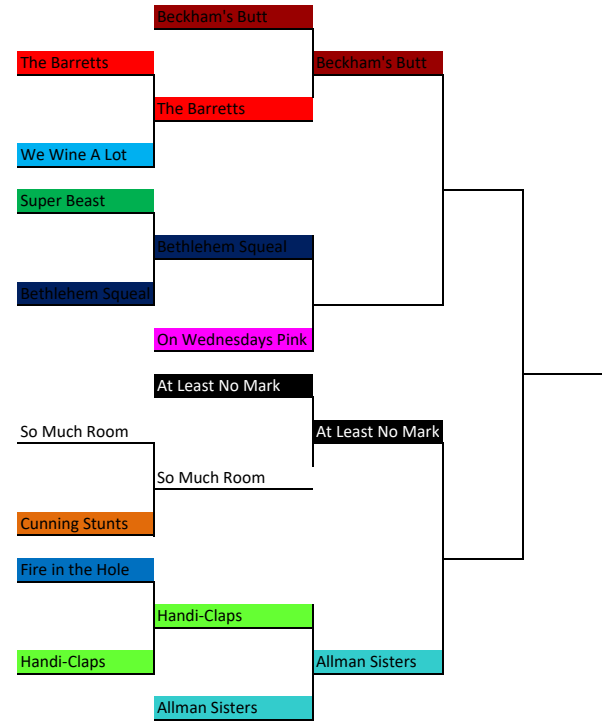 Beckham's Butt
The Barretts
Beckham's Butt
The Barretts
We Wine A Lot
Super Beast
Bethlehem Squeal
Bethlehem Squeal
On Wednesdays Pink
At Least No Mark
So Much Room
At Least No Mark
So Much Room
Cunning Stunts
Fire in the Hole
Handi-Claps
Handi-Claps
Allman Sisters
Allman Sisters